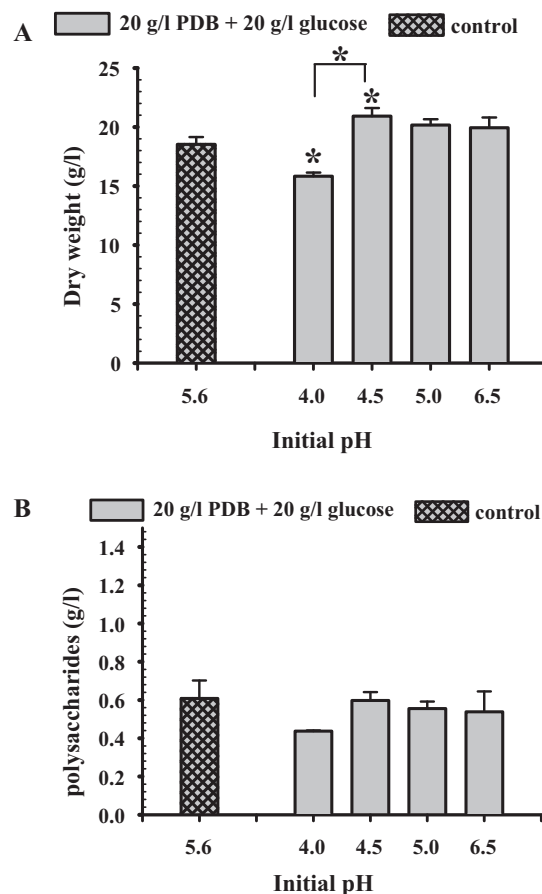 A
20 g/l PDB + 20 g/l glucose control
Dry weight (g/l)
25
20
15
10
5
0
*
*
*
5.6 4.0 4.5 5.0 6.5
Initial pH
B
20 g/l PDB + 20 g/l glucose control
polysaccharides (g/l)
1.4
1.2
1.0
0.8
0.6
0.4
0.2
0.0
5.6 4.0 4.5 5.0 6.5
Initial pH